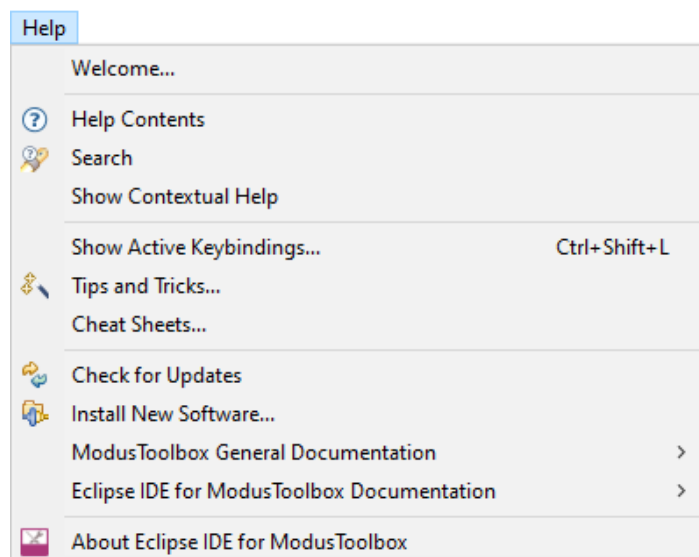 Help
Welcome...
Help Contents
Search
Show Contextual Help
Show Active Keybindings... Ctrl+Shift+L
Tips and Tricks...
Cheat Sheets...
Check for Updates
Install New Software...
ModusToolbox General Documentation
Eclipse IDE for ModusToolbox Documentation
About Eclipse IDE for ModusToolbox